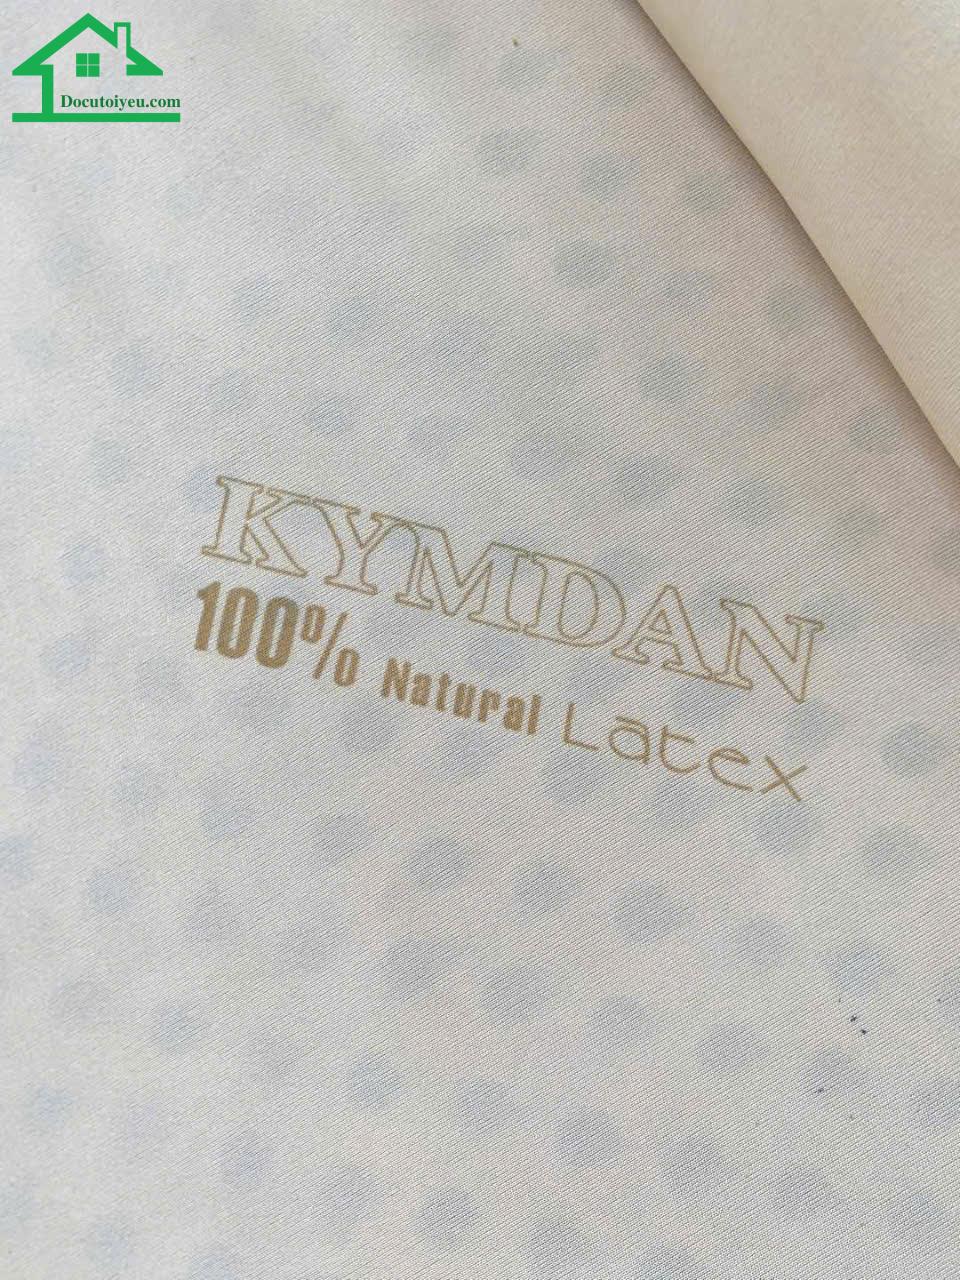 Docutoiyeu.com
KYMDAN
100% Natural Latex